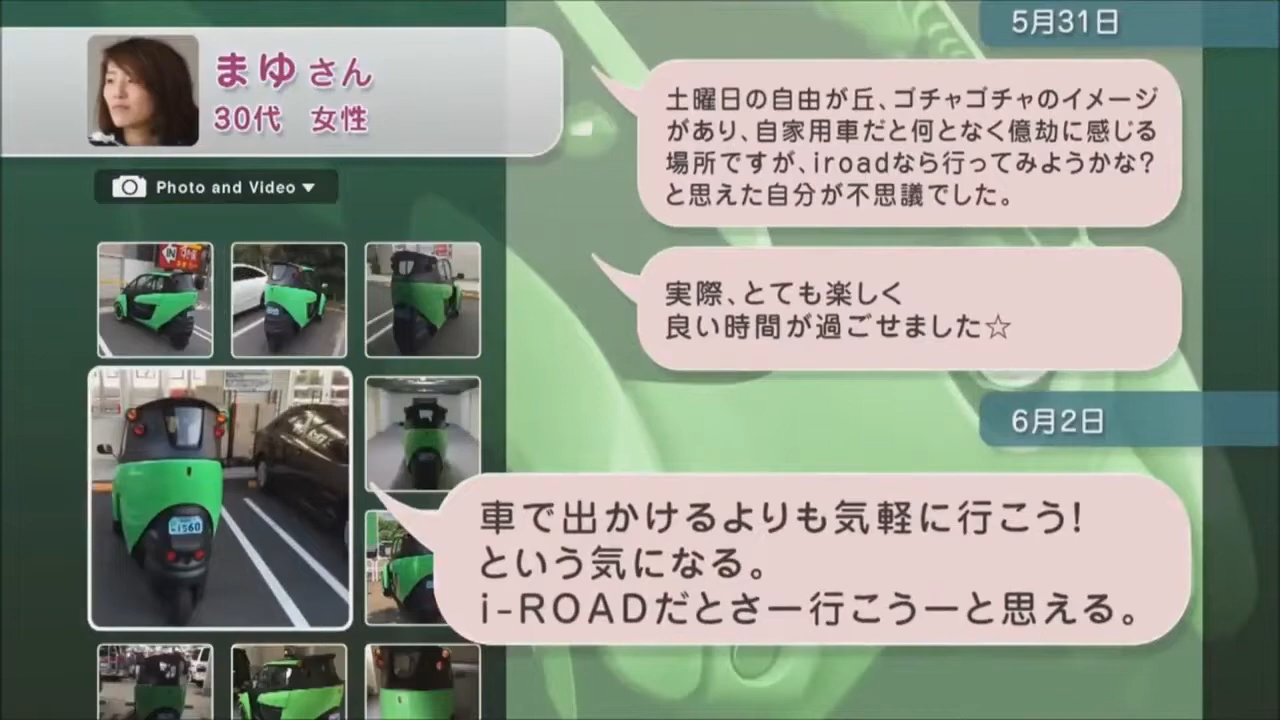 まゆさん
30代 女性
Photo and Video ▼
5月31日
土曜日の自由が丘、ゴチャゴチャのイメージ
があり、自家用車だと何となく億劫に感じる
場所ですが、iroadなら行ってみようかな?
と思えた自分が不思議でした。
実際、とても楽しく
良い時間が過ごせました☆
6月2日
車で出かけるよりも気軽に行こう!
という気になる。
i-ROADだとさー行こうーと思える。
IN
1560